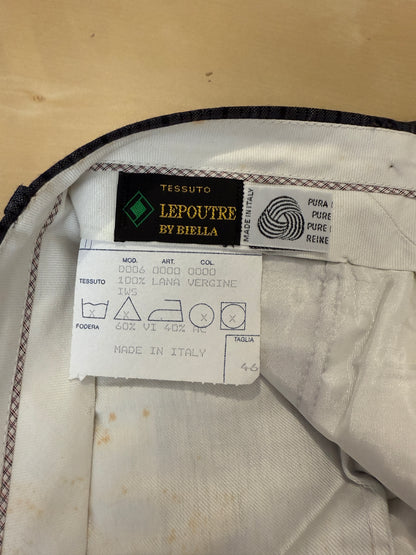 TESSUTO
LEPOUTRE
BY BIELLA
MADE IN ITALY
PURA
PURE
PURE
REINE
MOD. ART. COL.
0006 0000 0000
TESSUTO 100% LANA VERGINE
IWS
X X X X
FODERA 60% VI 40% AC
TAGLIA
MADE IN ITALY
46